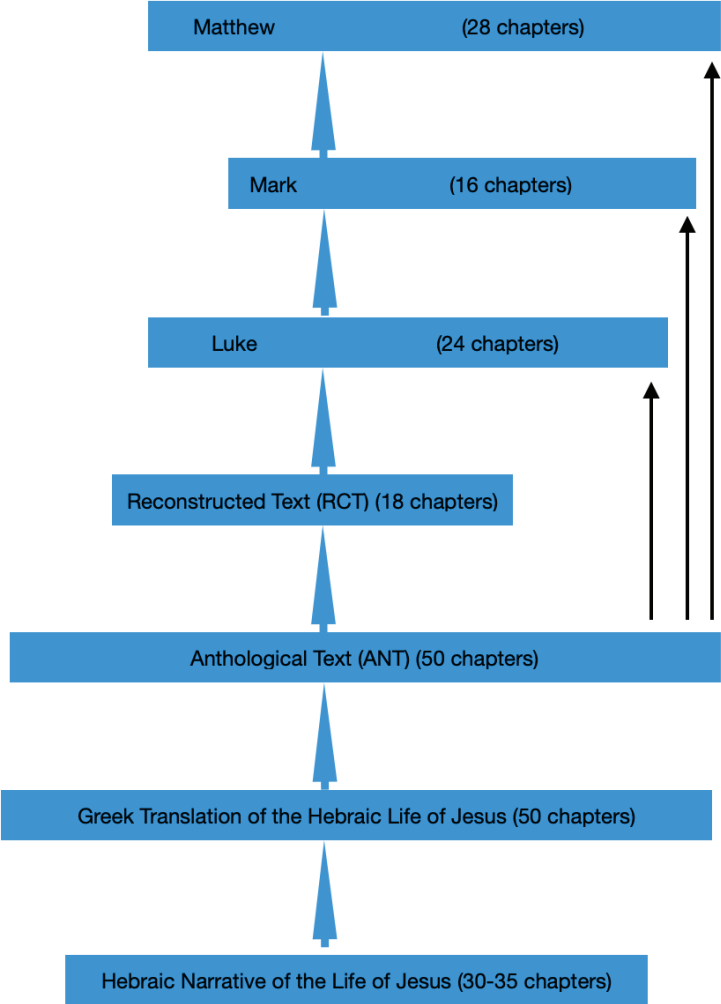 Matthew (28 chapters)
Mark (16 chapters)
Luke (24 chapters)
Reconstructed Text (RCT) (18 chapters)
Anthological Text (ANT) (50 chapters)
Greek Translation of the Hebraic Life of Jesus (50 chapters)
Hebraic Narrative of the Life of Jesus (30-35 chapters)